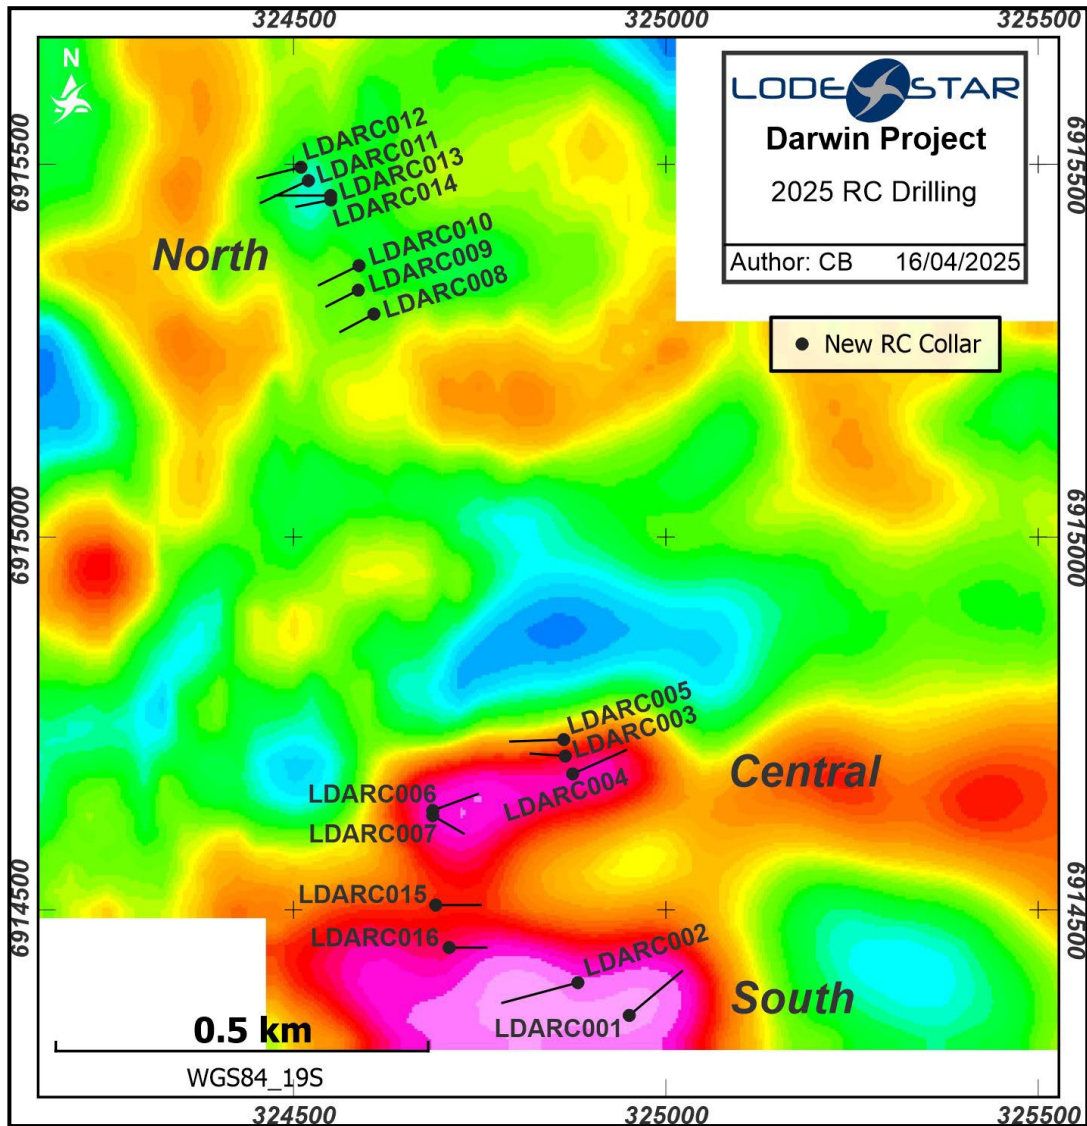 324500
325000
325500
N
LODE STAR
Darwin Project
2025 RC Drilling
Author: CB 16/04/2025
New RC Collar
6915500
6915500
LDARC012
LDARC011
LDARC013
LDARC014
North
LDARC010
LDARC009
LDARC008
6915000
6915000
LDARC005
LDARC003
Central
LDARC004
LDARC006
LDARC007
LDARC015
6914500
6914500
LDARC016
LDARC002
South
LDARC001
0.5 km
WGS84_19S
324500
325000
325500